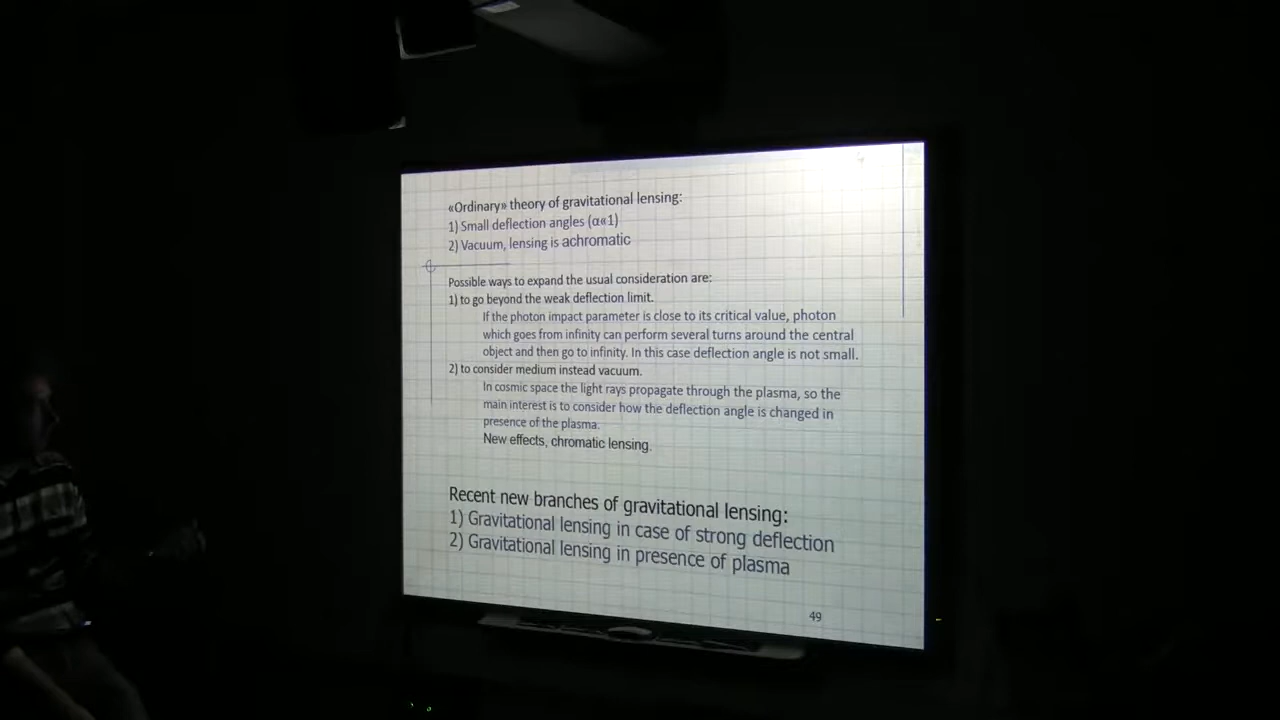 «Ordinary» theory of gravitational lensing:
1) Small deflection angles (α«1)
2) Vacuum, lensing is achromatic
Possible ways to expand the usual consideration are:
1) to go beyond the weak deflection limit.
If the photon impact parameter is close to its critical value, photon
which goes from infinity can perform several turns around the central
object and then go to infinity. In this case deflection angle is not small.
2) to consider medium instead vacuum.
In cosmic space the light rays propagate through the plasma, so the
main interest is to consider how the deflection angle is changed in
presence of the plasma.
New effects, chromatic lensing.
Recent new branches of gravitational lensing:
1) Gravitational lensing in case of strong deflection
2) Gravitational lensing in presence of plasma
49